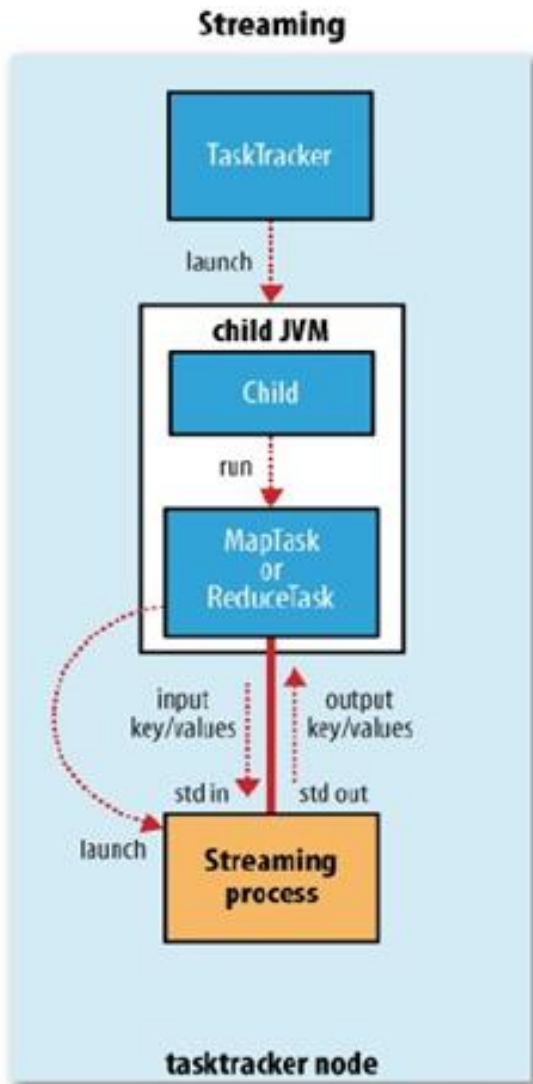 Streaming
TaskTracker
launch
child JVM
Child
run
MapTask
or
ReduceTask
input
key/values
output
key/values
std in
std out
launch
Streaming
process
tasktracker node